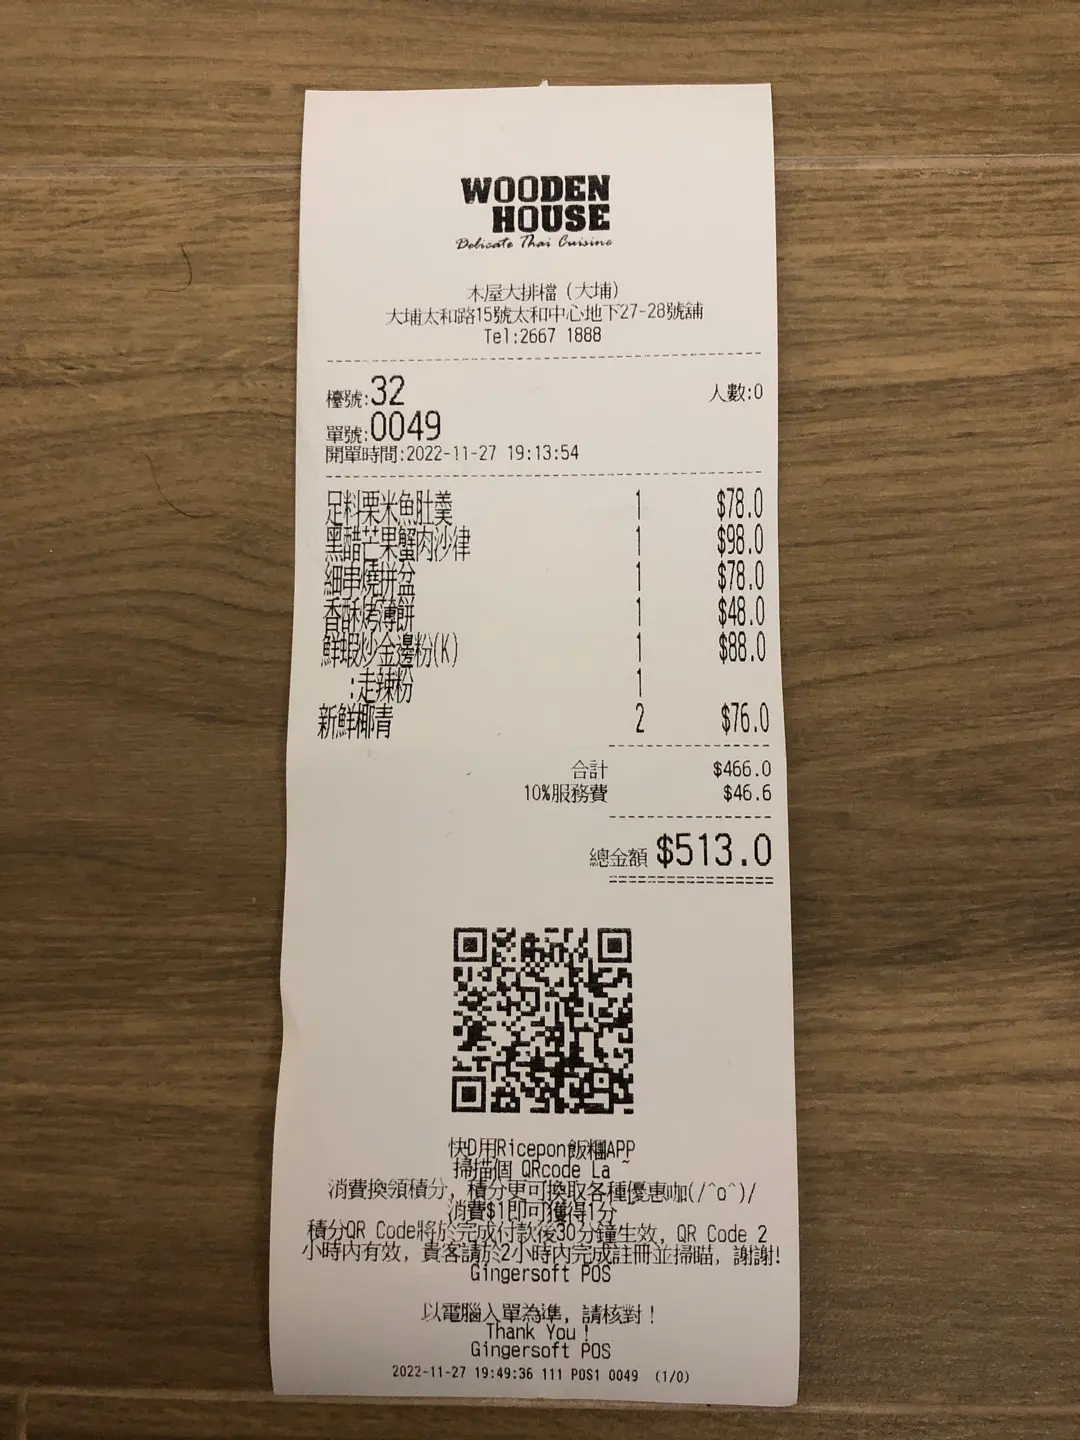 WOODEN
HOUSE
Delicate Thai Cuisine
木屋大排檔 (大埔)
大埔太和路15號太和中心地下27-28號舖
Tel:2667 1888
檯號:32 人數:0
單號:0049
開單時間:2022-11-27 19:13:54
足料栗米魚肚羹 1 $78.0
黑醋芒果蟹肉沙律 1 $98.0
細串燒拼盆 1 $78.0
香酥烤薄餅 1 $48.0
鮮蝦炒金邊粉(K) 1 $88.0
:走辣粉 1
新鮮椰青 2 $76.0
合計 $466.0
10%服務費 $46.6
總金額 $513.0
快D用Ricepon飯糰APP
掃描個 QRcode La ~
消費換領積分, 積分更可換取各種優惠咖(/^o^)/
消費$1即可獲得1分
積分QR Code將於完成付款後30分鐘生效, QR Code 2
小時內有效, 貴客請於2小時內完成註冊並掃瞄, 謝謝!
Gingersoft POS
以電腦入單為準, 請核對!
Thank You !
Gingersoft POS
2022-11-27 19:49:36 111 POS1 0049 (1/0)